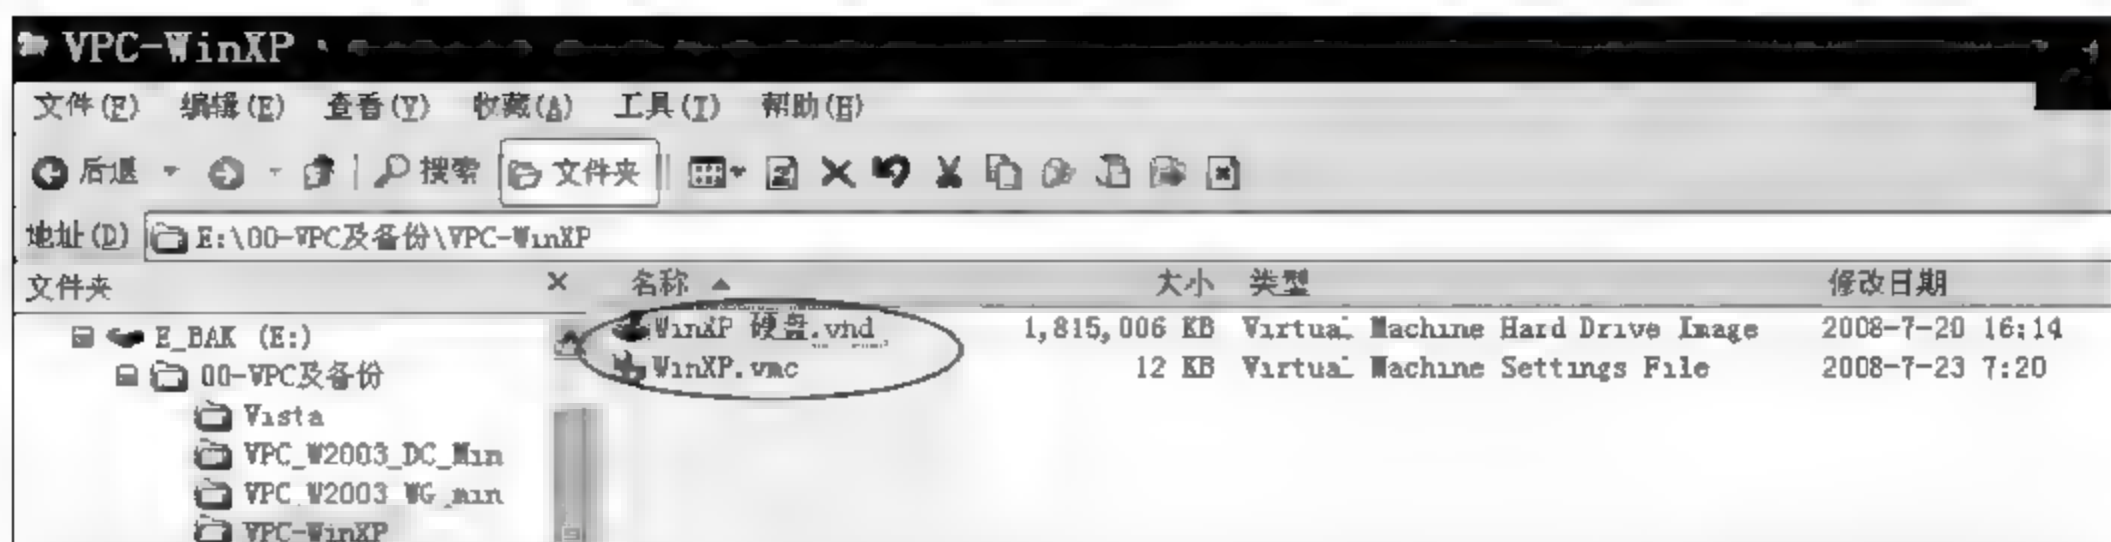 VPC-WinXP
文件(F) 编辑(E) 查看(V) 收藏(A) 工具(T) 帮助(H)
后退 搜索 文件夹
地址(D) E:\00-VPC及备份\VPC-WinXP
文件夹 名称 大小 类型 修改日期
E_BAK (E:) WinXP 硬盘.vhd 1,815,006 KB Virtual Machine Hard Drive Image 2008-7-20 16:14
00-VPC及备份 WinXP.vmc 12 KB Virtual Machine Settings File 2008-7-23 7:20
Vista
VPC_W2003_DC_Min
VPC_W2003_WG_min
VPC-WinXP